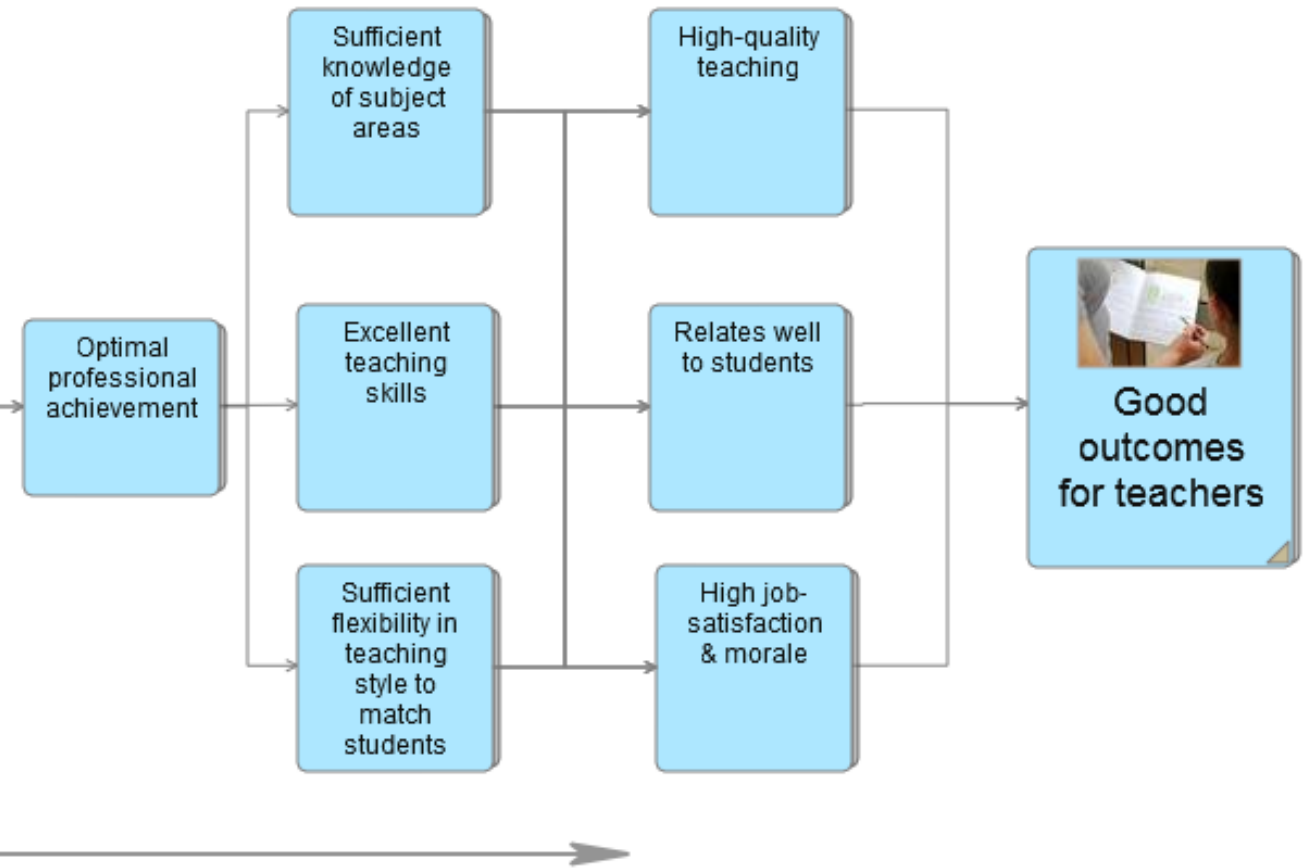 Sufficient
knowledge
of subject
areas
High-quality
teaching
Optimal
professional
achievement
Excellent
teaching
skills
Relates well
to students
Good
outcomes
for teachers
Sufficient
flexibility in
teaching
style to
match
students
High job-
satisfaction
& morale